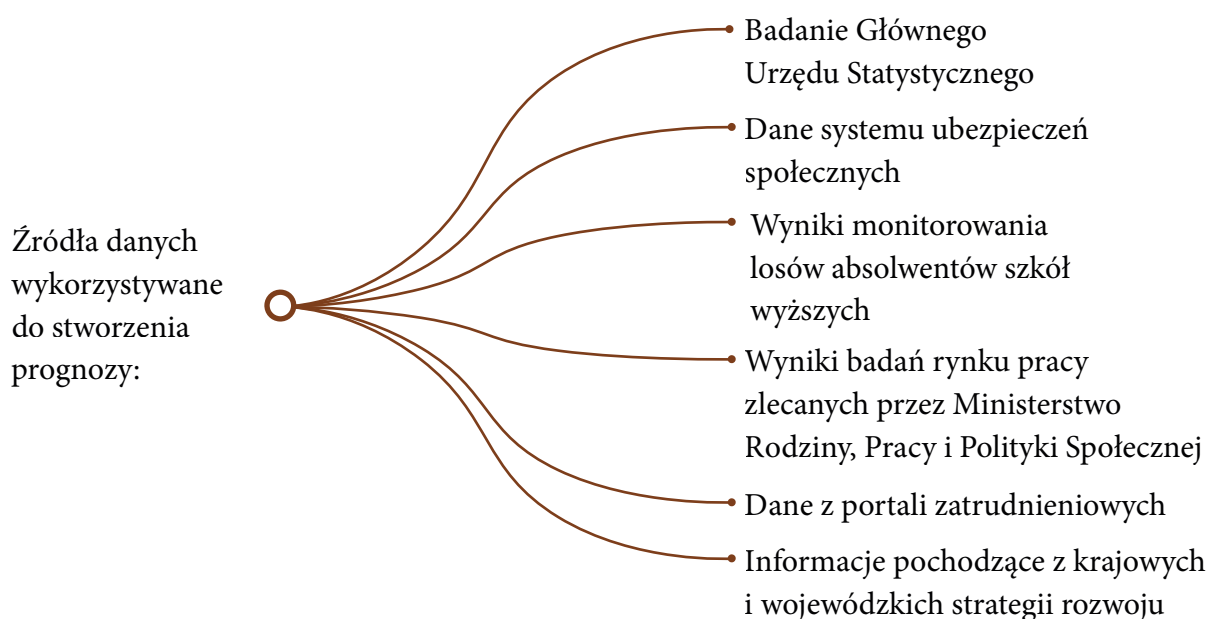 Źródła danych
wykorzystywane
do stworzenia
prognozy:
Badanie Głównego
Urzędu Statystycznego
Dane systemu ubezpieczeń
społecznych
Wyniki monitorowania
losów absolwentów szkół
wyższych
Wyniki badań rynku pracy
zlecanych przez Ministerstwo
Rodziny, Pracy i Polityki Społecznej
Dane z portali zatrudnieniowych
Informacje pochodzące z krajowych
i wojewódzkich strategii rozwoju